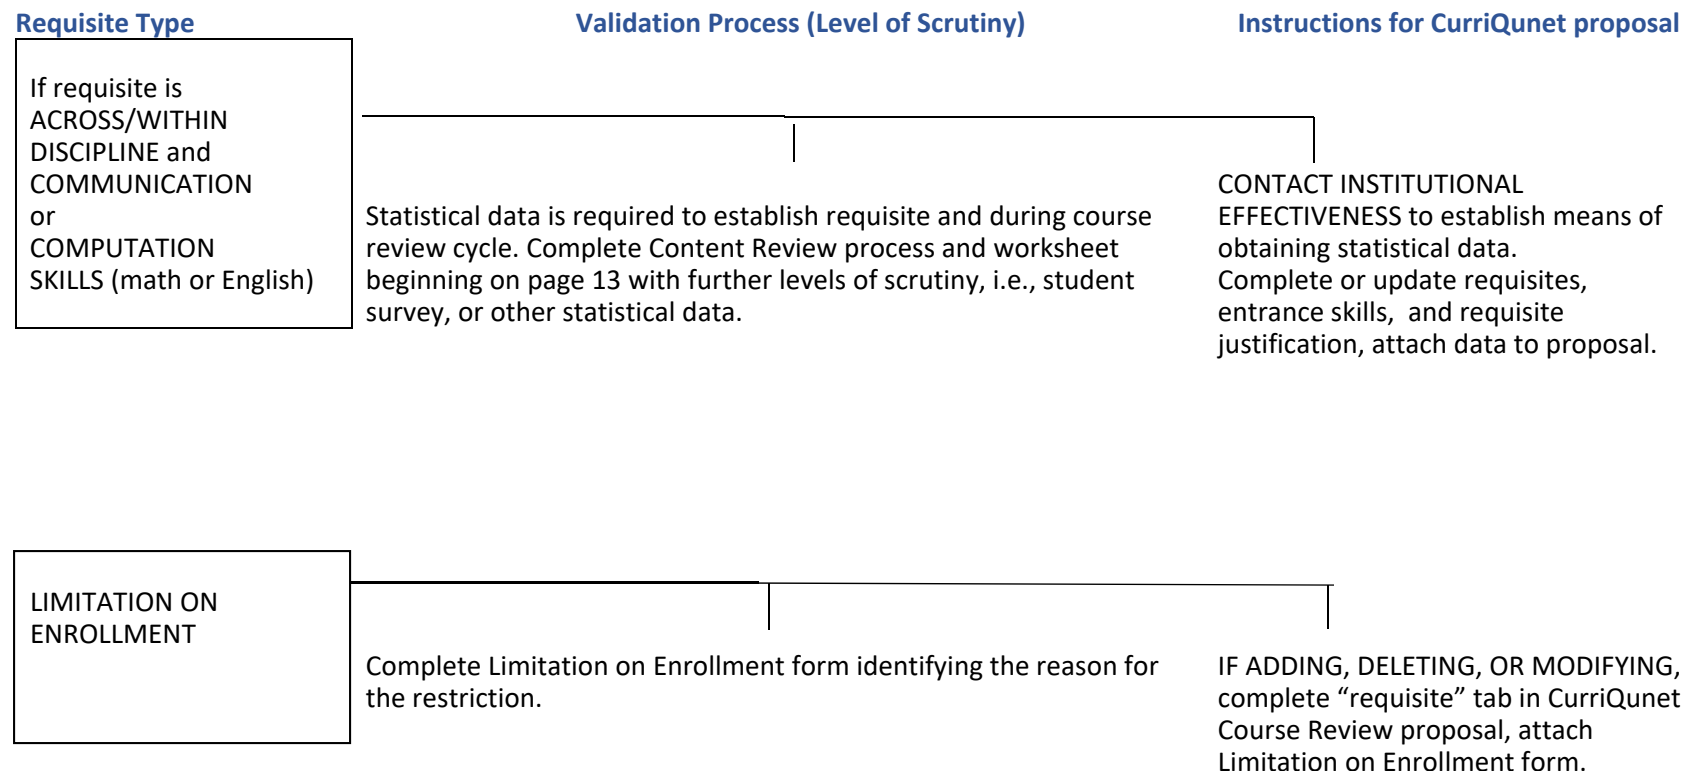 Requisite Type
Validation Process (Level of Scrutiny)
Instructions for CurriQunet proposal
If requisite is
ACROSS/WITHIN
DISCIPLINE and
COMMUNICATION
or
COMPUTATION
SKILLS (math or English)
Statistical data is required to establish requisite and during course
review cycle. Complete Content Review process and worksheet
beginning on page 13 with further levels of scrutiny, i.e., student
survey, or other statistical data.
CONTACT INSTITUTIONAL
EFFECTIVENESS to establish means of
obtaining statistical data.
Complete or update requisites,
entrance skills,  and requisite
justification, attach data to proposal.
LIMITATION ON
ENROLLMENT
Complete Limitation on Enrollment form identifying the reason for
the restriction.
IF ADDING, DELETING, OR MODIFYING,
complete “requisite” tab in CurriQunet
Course Review proposal, attach
Limitation on Enrollment form.